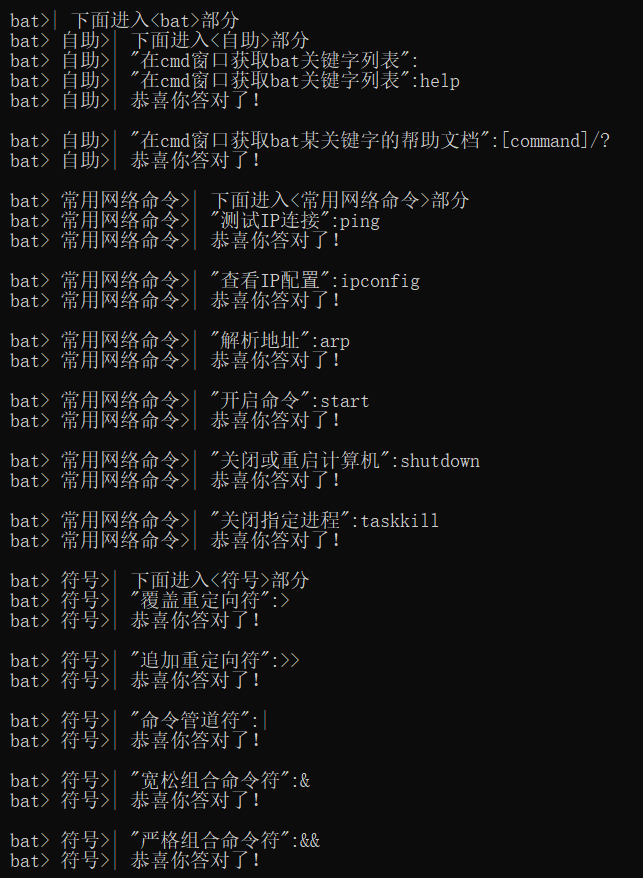 bat>| 下面进入<bat>部分
bat> 自助>| 下面进入<自助>部分
bat> 自助>| "在cmd窗口获取bat关键字列表":
bat> 自助>| "在cmd窗口获取bat关键字列表":help
bat> 自助>| 恭喜你答对了!
bat> 自助>| "在cmd窗口获取bat某关键字的帮助文档":[command]/?
bat> 自助>| 恭喜你答对了!
bat> 常用网络命令>| 下面进入<常用网络命令>部分
bat> 常用网络命令>| "测试IP连接":ping
bat> 常用网络命令>| 恭喜你答对了!
bat> 常用网络命令>| "查看IP配置":ipconfig
bat> 常用网络命令>| 恭喜你答对了!
bat> 常用网络命令>| "解析地址":arp
bat> 常用网络命令>| 恭喜你答对了!
bat> 常用网络命令>| "开启命令":start
bat> 常用网络命令>| 恭喜你答对了!
bat> 常用网络命令>| "关闭或重启计算机":shutdown
bat> 常用网络命令>| 恭喜你答对了!
bat> 常用网络命令>| "关闭指定进程":taskkill
bat> 常用网络命令>| 恭喜你答对了!
bat> 符号>| 下面进入<符号>部分
bat> 符号>| "覆盖重定向符":>
bat> 符号>| 恭喜你答对了!
bat> 符号>| "追加重定向符":>>
bat> 符号>| 恭喜你答对了!
bat> 符号>| "命令管道符":|
bat> 符号>| 恭喜你答对了!
bat> 符号>| "宽松组合命令符":&
bat> 符号>| 恭喜你答对了!
bat> 符号>| "严格组合命令符":&&
bat> 符号>| 恭喜你答对了!